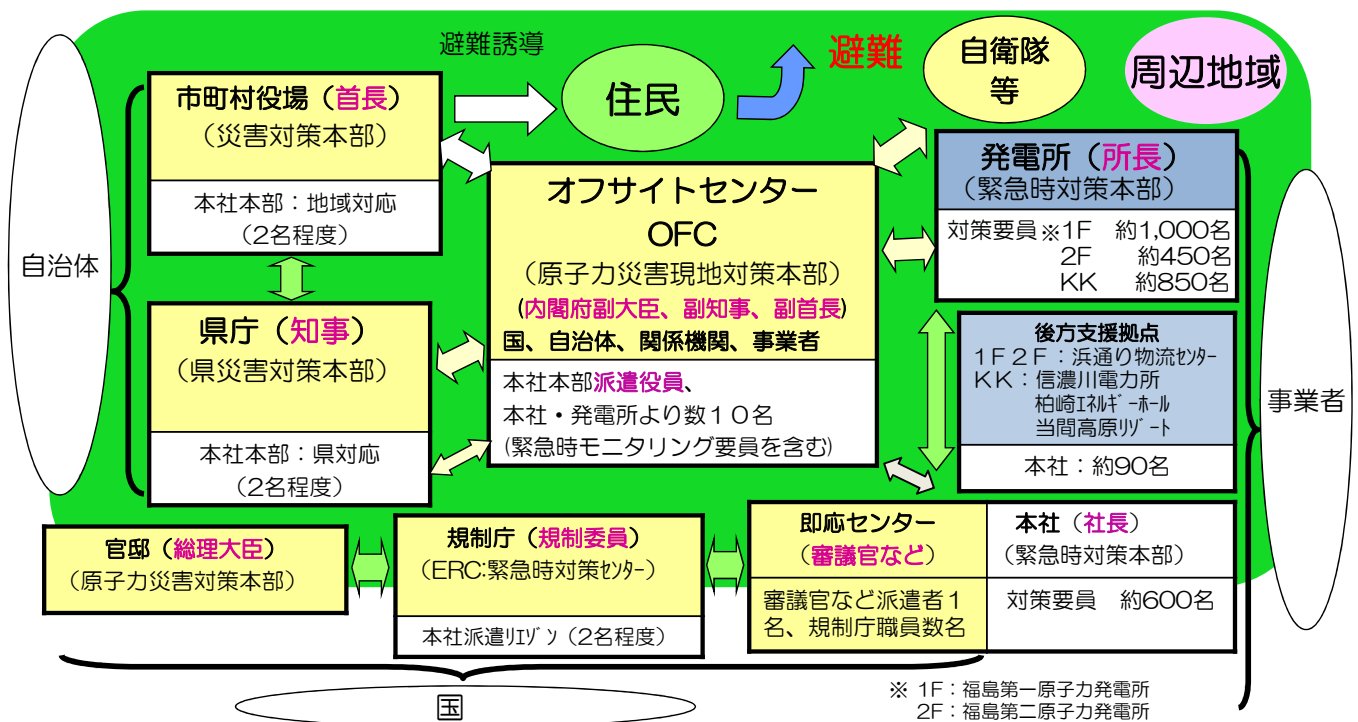 避難誘導
住民
避難
自衛隊
等
周辺地域
市町村役場（首長）
（災害対策本部）
本社本部：地域対応
（2名程度）
自治体
県庁（知事）
（県災害対策本部）
本社本部：県対応
（2名程度）
オフサイトセンター
OFC
（原子力災害現地対策本部）
(内閣府副大臣、副知事、副首長)
国、自治体、関係機関、事業者
本社本部派遣役員、
本社・発電所より数１０名
(緊急時モニタリング要員を含む)
発電所（所長）
（緊急時対策本部）
対策要員※1F 約1,000名
2F 約450名
KK 約850名
後方支援拠点
１F２F：浜通り物流ｾﾝﾀｰ
KK：信濃川電力所
柏崎ｴﾈﾙｷﾞｰﾎｰﾙ
当間高原ﾘｿﾞｰﾄ
本社：約90名
事業者
官邸（総理大臣）
（原子力災害対策本部）
規制庁（規制委員）
（ERC:緊急時対策ｾﾝﾀｰ）
本社派遣ﾘｴｿﾞﾝ（2名程度）
即応センター
（審議官など）
審議官など派遣者１
名、規制庁職員数名
本社（社長）
（緊急時対策本部）
対策要員 約600名
国
※ 1F：福島第一原子力発電所
2F：福島第二原子力発電所